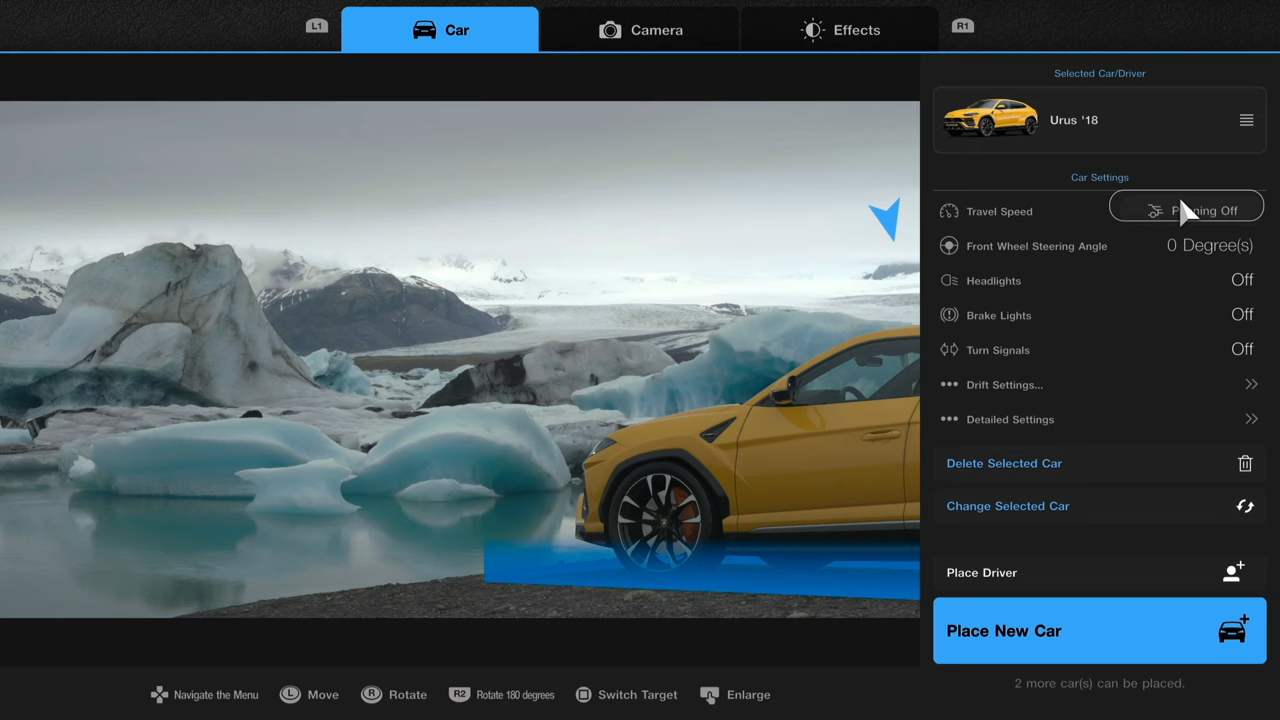 L1
Car
Camera
Effects
R1
Selected Car/Driver
Urus '18
Car Settings
Travel Speed
Off
Front Wheel Steering Angle
0 Degree(s)
Headlights
Off
Brake Lights
Off
Turn Signals
Off
Drift Settings...
Detailed Settings
Delete Selected Car
Change Selected Car
Place Driver
Place New Car
2 more car(s) can be placed.
Navigate the Menu
L
Move
R
Rotate
R2
Rotate 180 degrees
Switch Target
Enlarge